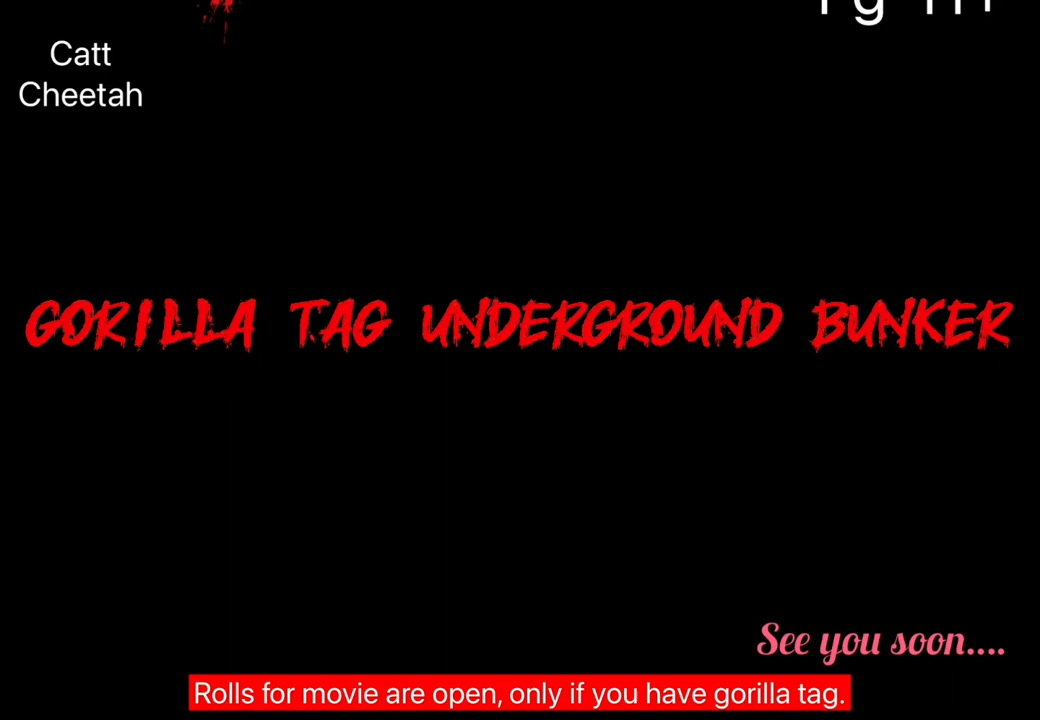 Catt
Cheetah
GORILLA TAG UNDERGROUND BUNKER
See you soon....
Rolls for movie are open, only if you have gorilla tag.